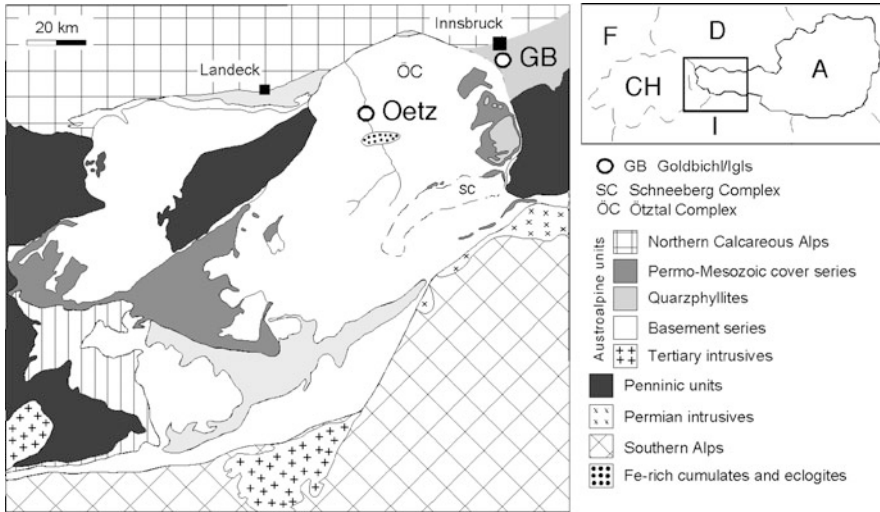 20 km
Innsbruck
GB
Landeck
ÖC
Oetz
SC
F
D
A
CH
I
GB Goldbichl/Igls
SC Schneeberg Complex
ÖC Ötztal Complex
Austroalpine units
Northern Calcareous Alps
Permo-Mesozoic cover series
Quarzphyllites
Basement series
Tertiary intrusives
Penninic units
Permian intrusives
Southern Alps
Fe-rich cumulates and eclogites